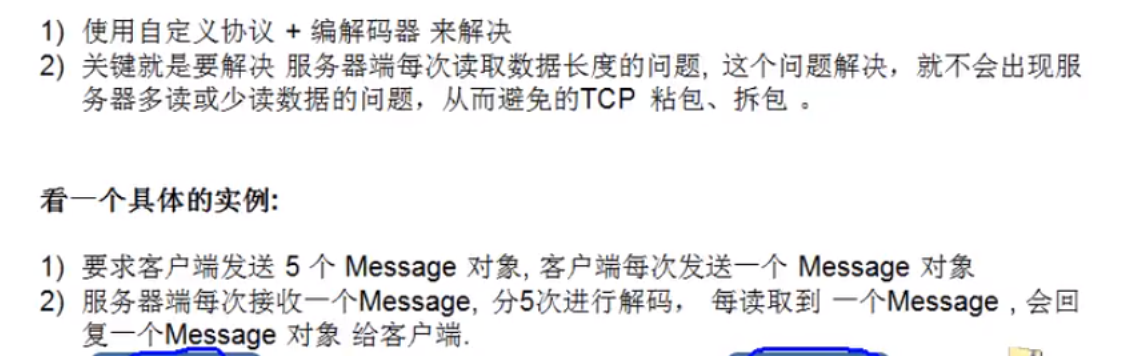 1) 使用自定义协议 + 编解码器 来解决
2) 关键就是要解决 服务器端每次读取数据长度的问题, 这个问题解决，就不会出现服
务器多读或少读数据的问题，从而避免的TCP 粘包、拆包 。
看一个具体的实例:
1) 要求客户端发送 5 个 Message 对象, 客户端每次发送一个 Message 对象
2) 服务器端每次接收一个Message, 分5次进行解码， 每读取到 一个Message , 会回
复一个Message 对象 给客户端.